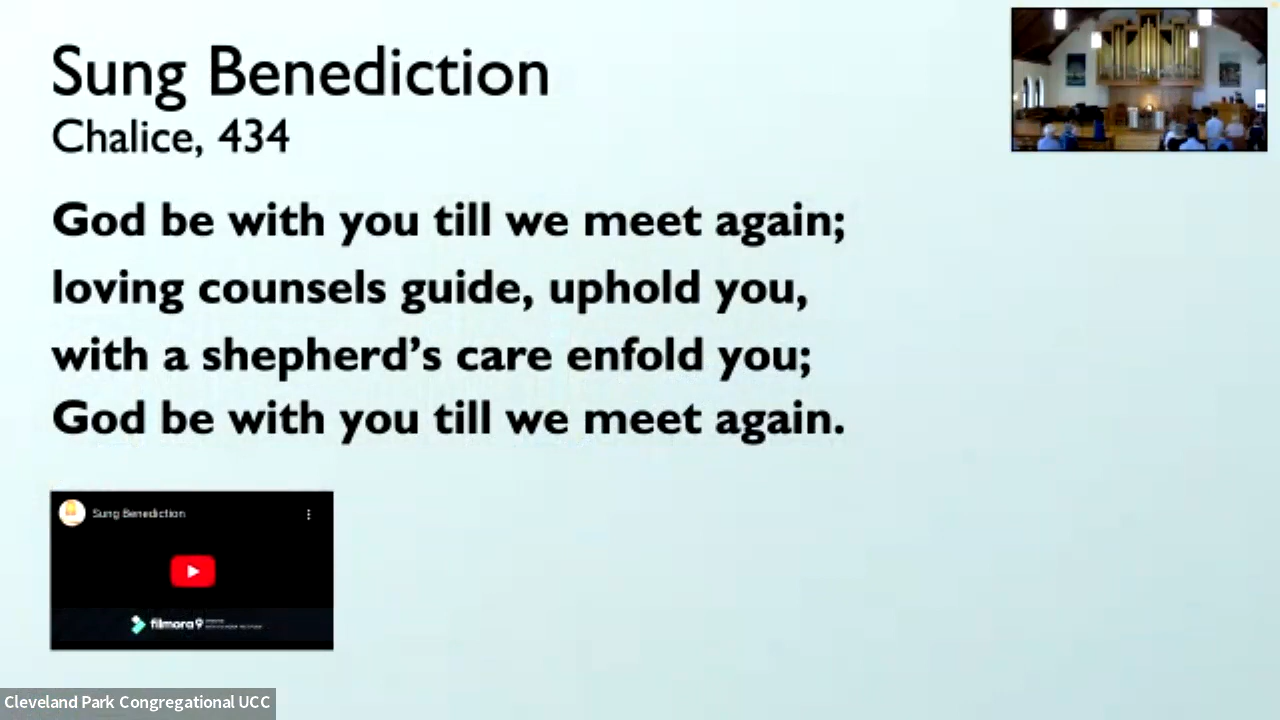 Sung Benediction
Chalice, 434
God be with you till we meet again;
loving counsels guide, uphold you,
with a shepherd’s care enfold you;
God be with you till we meet again.
Sung Benediction
filmora9
Cleveland Park Congregational UCC